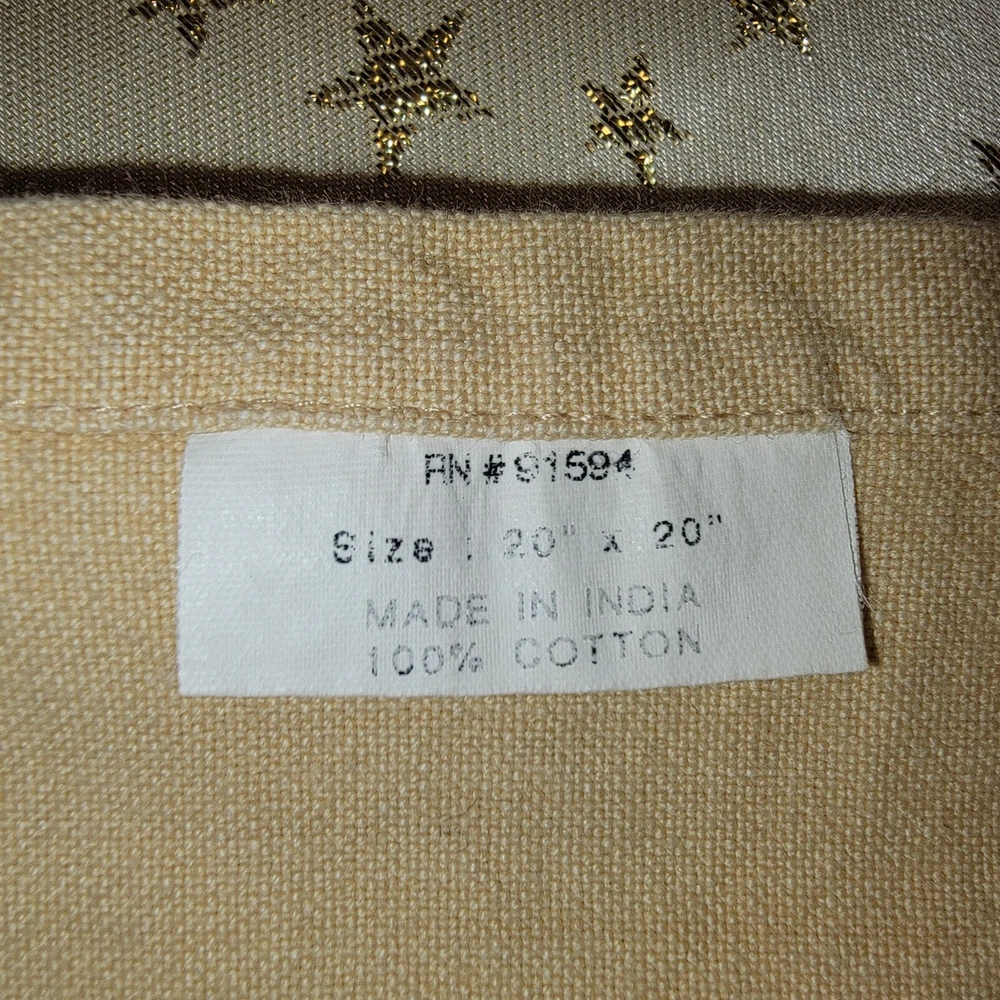 RN # 91594
Size : 20" x 20"
MADE IN INDIA
100% COTTON